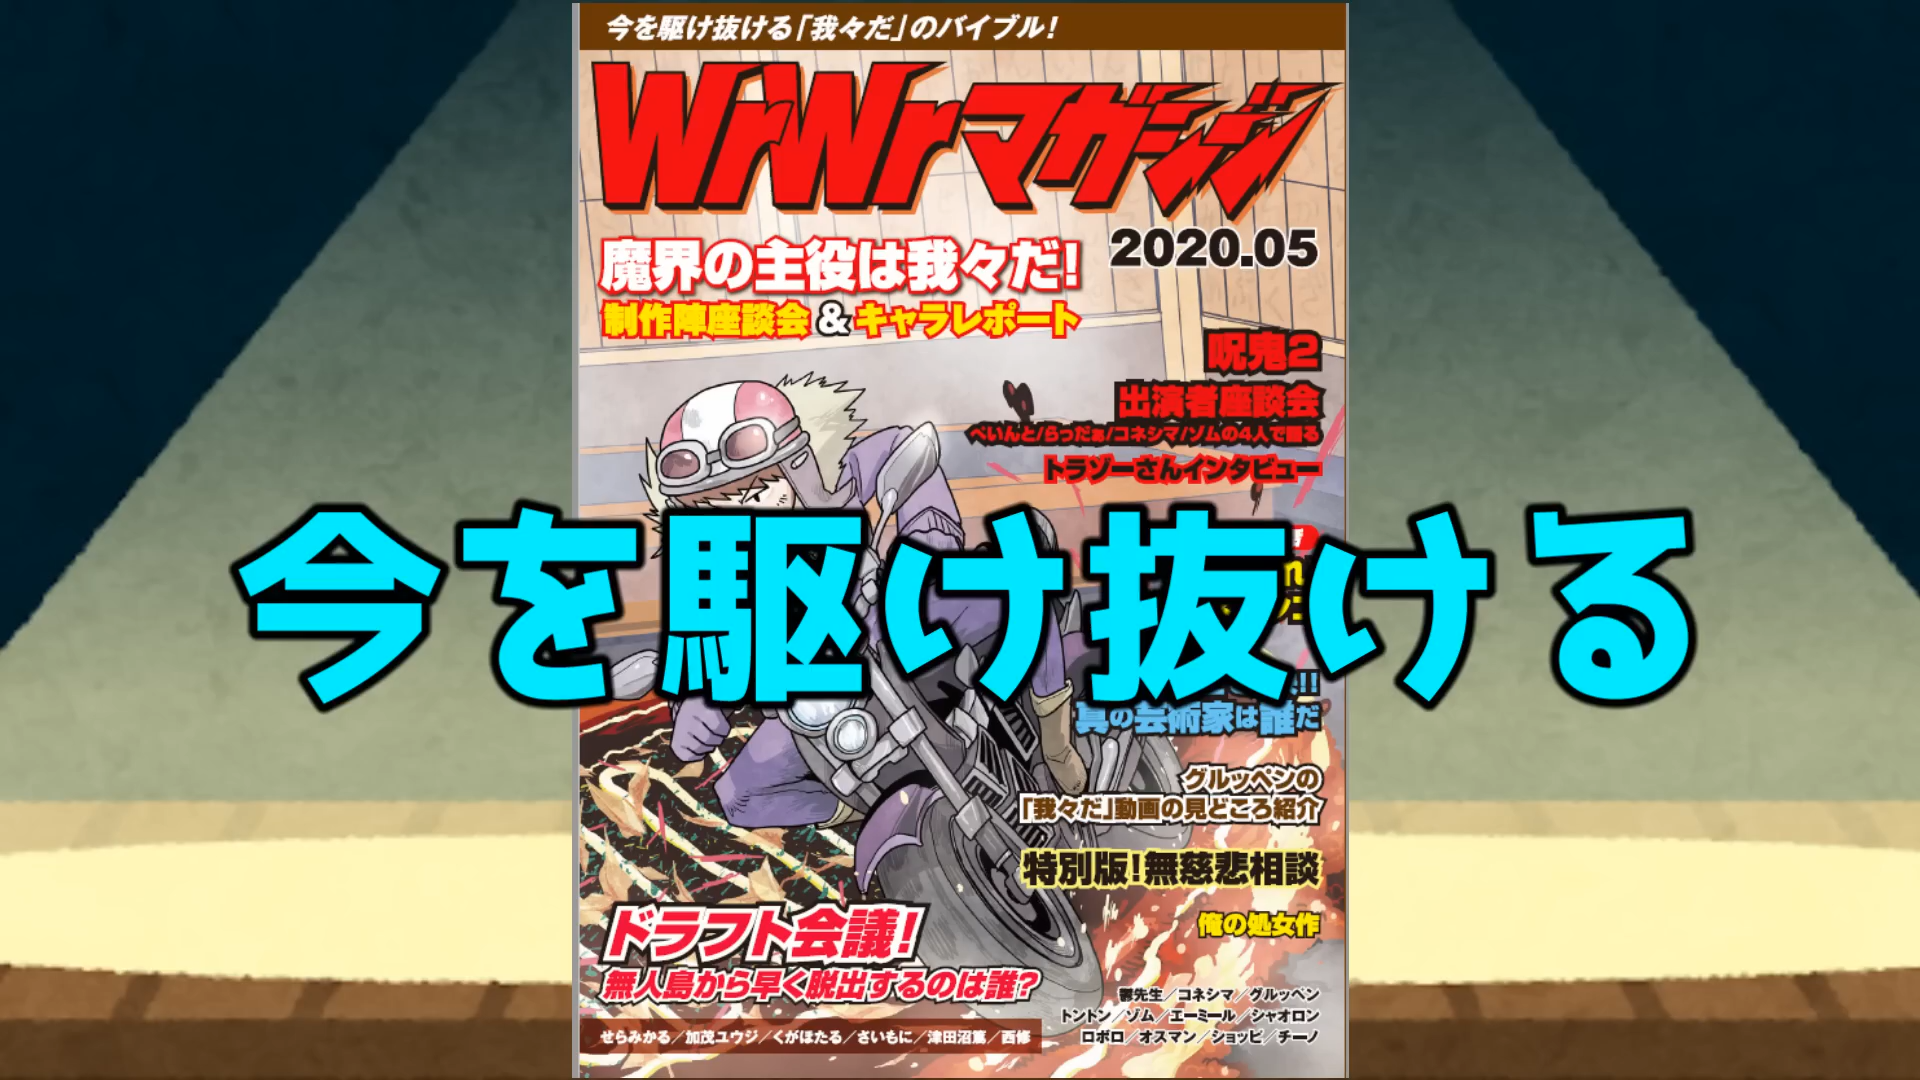 今を駆け抜ける「我々だ」のバイブル!
WrWrマガジン
2020.05
魔界の主役は我々だ!
制作陣座談会&キャラレポート
呪鬼2
出演者座談会
ぺいんと/らっだぁ/コネシマ/ゾムの4人で語る
トラゾーさんインタビュー
今を駆け抜ける
真の芸術家は誰だ
グルッペンの
「我々だ」動画の見どころ紹介
特別版!無慈悲相談
俺の処女作
ドラフト会議!
無人島から早く脱出するのは誰?
鬱先生/コネシマ/グルッペン
トントン/ゾム/エーミール/シャオロン
ロボロ/オスマン/ショッピ/チーノ
せらみかる/加茂ユウジ/くがほたる/さいもに/津田沼篤/西修